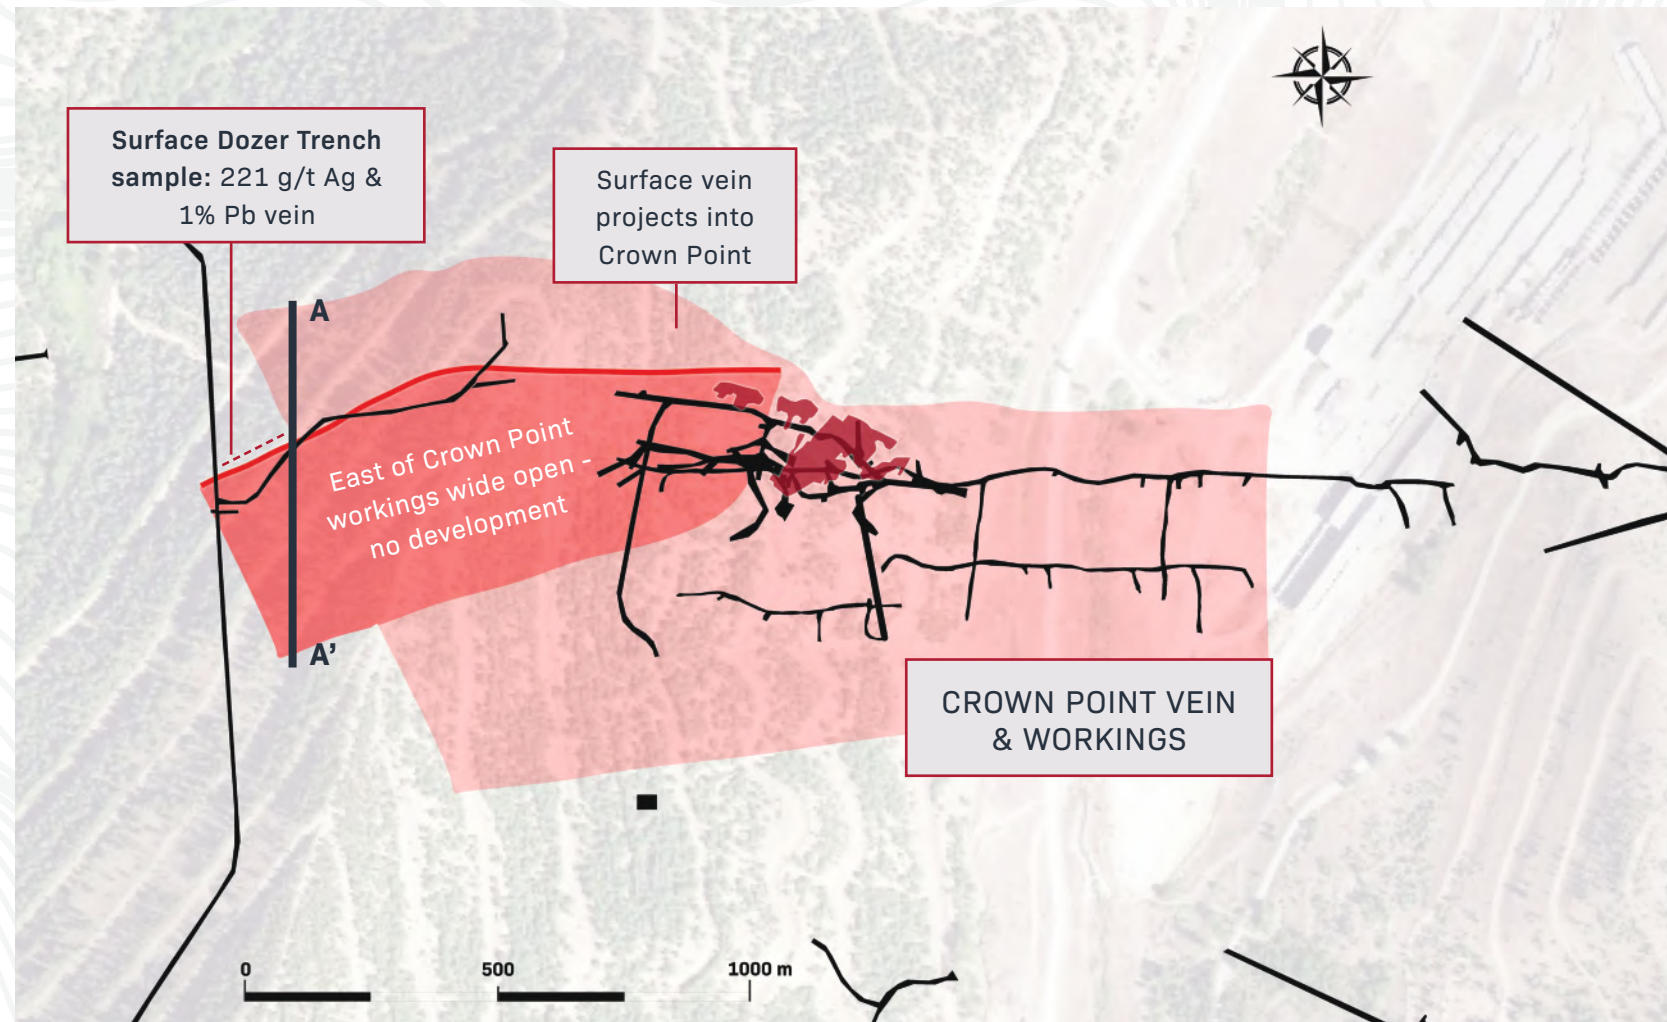 Surface Dozer Trench
sample: 221 g/t Ag &
1% Pb vein
Surface vein
projects into
Crown Point
A
East of Crown Point
workings wide open -
no development
A’
CROWN POINT VEIN
& WORKINGS
0 500 1000 m